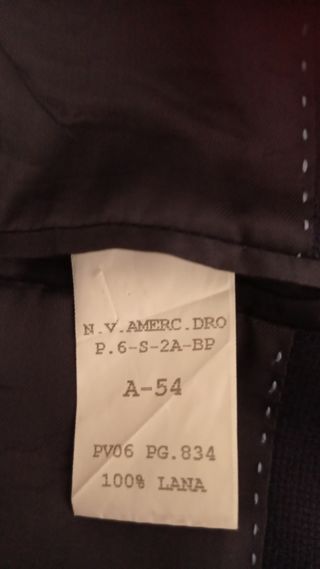 N.V.AMERC.DRO
P.6-S-2A-BP
A-54
PV06 PG.834
100% LANA